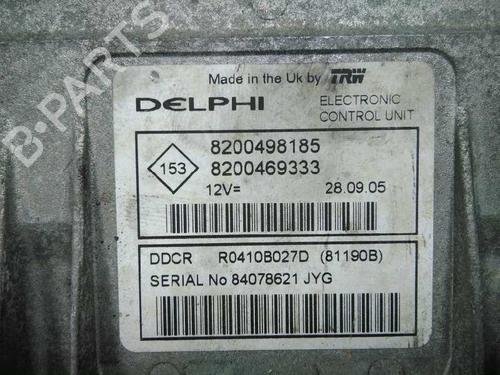 B-PARTS
Made in the Uk by TRW
DELPHI ELECTRONIC CONTROL UNIT
153 8200498185
8200469333
12V= 28.09.05
DDCR R0410B027D (81190B)
SERIAL No 84078621 JYG